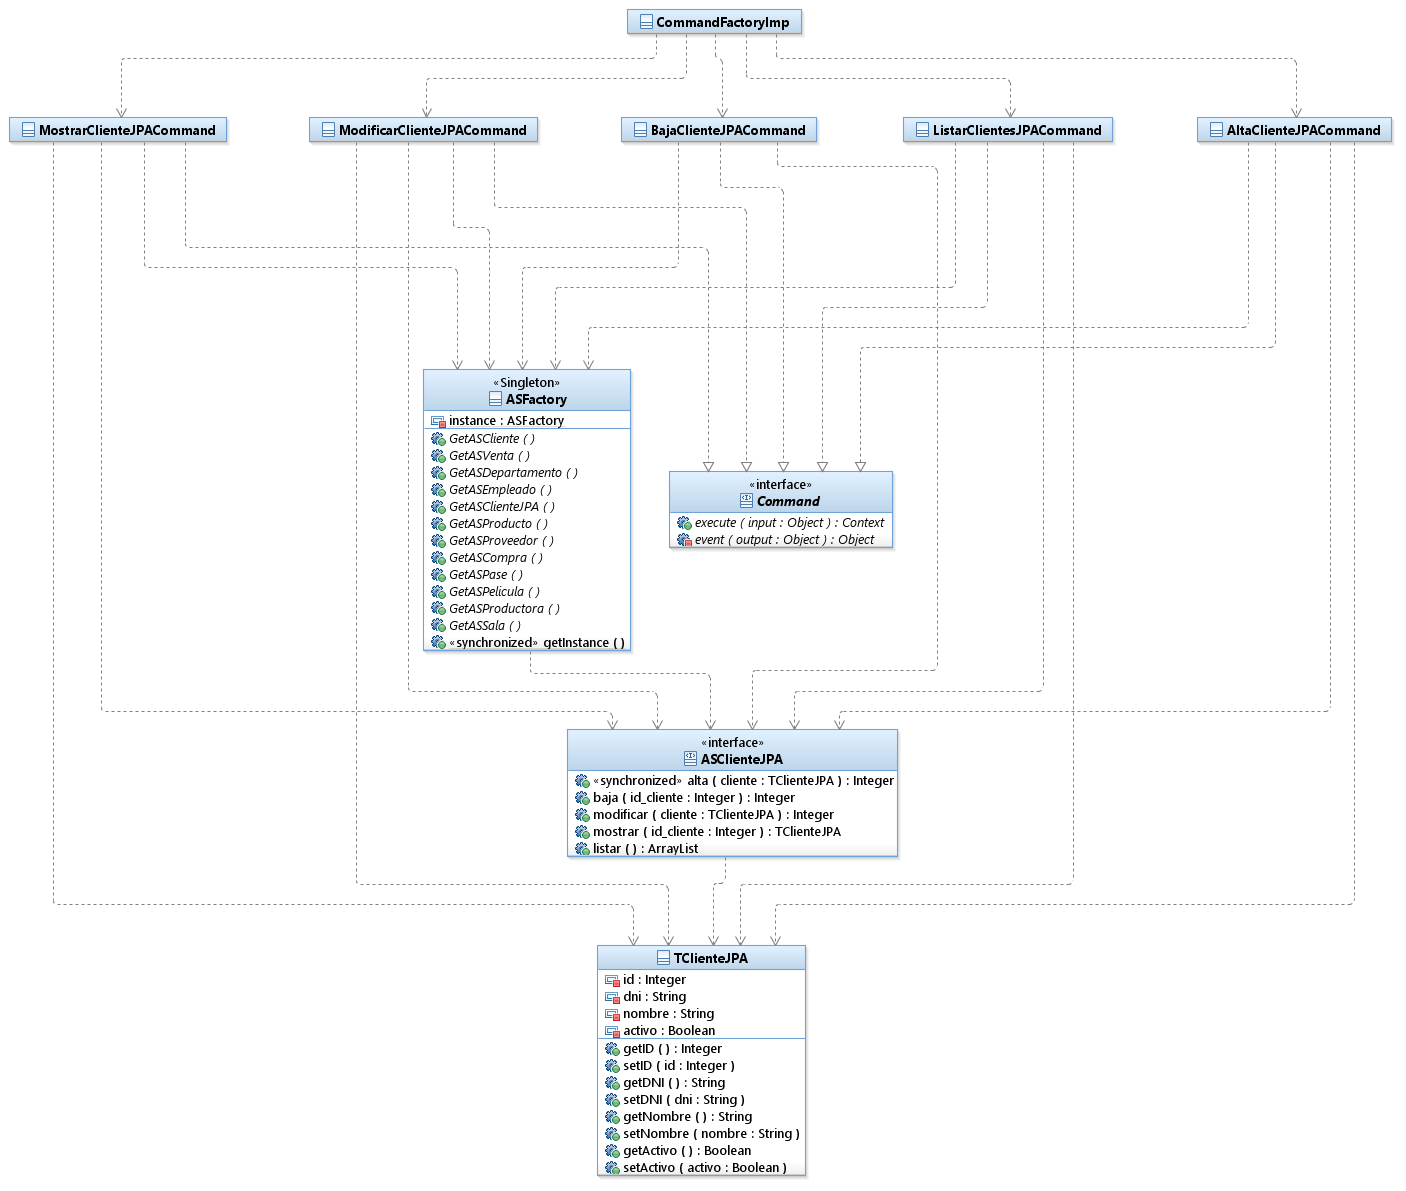 CommandFactoryImp
MostrarClienteJPACommand
ModificarClienteJPACommand
BajaClienteJPACommand
ListarClientesJPACommand
AltaClienteJPACommand
«Singleton»
ASFactory
instance : ASFactory
GetASCliente ( )
GetASVenta ( )
GetASDepartamento ( )
GetASEmpleado ( )
GetASClienteJPA ( )
GetASProducto ( )
GetASProveedor ( )
GetASCompra ( )
GetASPase ( )
GetASPelicula ( )
GetASProductora ( )
GetASSala ( )
«synchronized» getInstance ( )
«interface»
Command
execute ( input : Object ) : Context
event ( output : Object ) : Object
«interface»
ASClienteJPA
«synchronized» alta ( cliente : TClienteJPA ) : Integer
baja ( id_cliente : Integer ) : Integer
modificar ( cliente : TClienteJPA ) : Integer
mostrar ( id_cliente : Integer ) : TClienteJPA
listar ( ) : ArrayList
TClienteJPA
id : Integer
dni : String
nombre : String
activo : Boolean
getID ( ) : Integer
setID ( id : Integer )
getDNI ( ) : String
setDNI ( dni : String )
getNombre ( ) : String
setNombre ( nombre : String )
getActivo ( ) : Boolean
setActivo ( activo : Boolean )